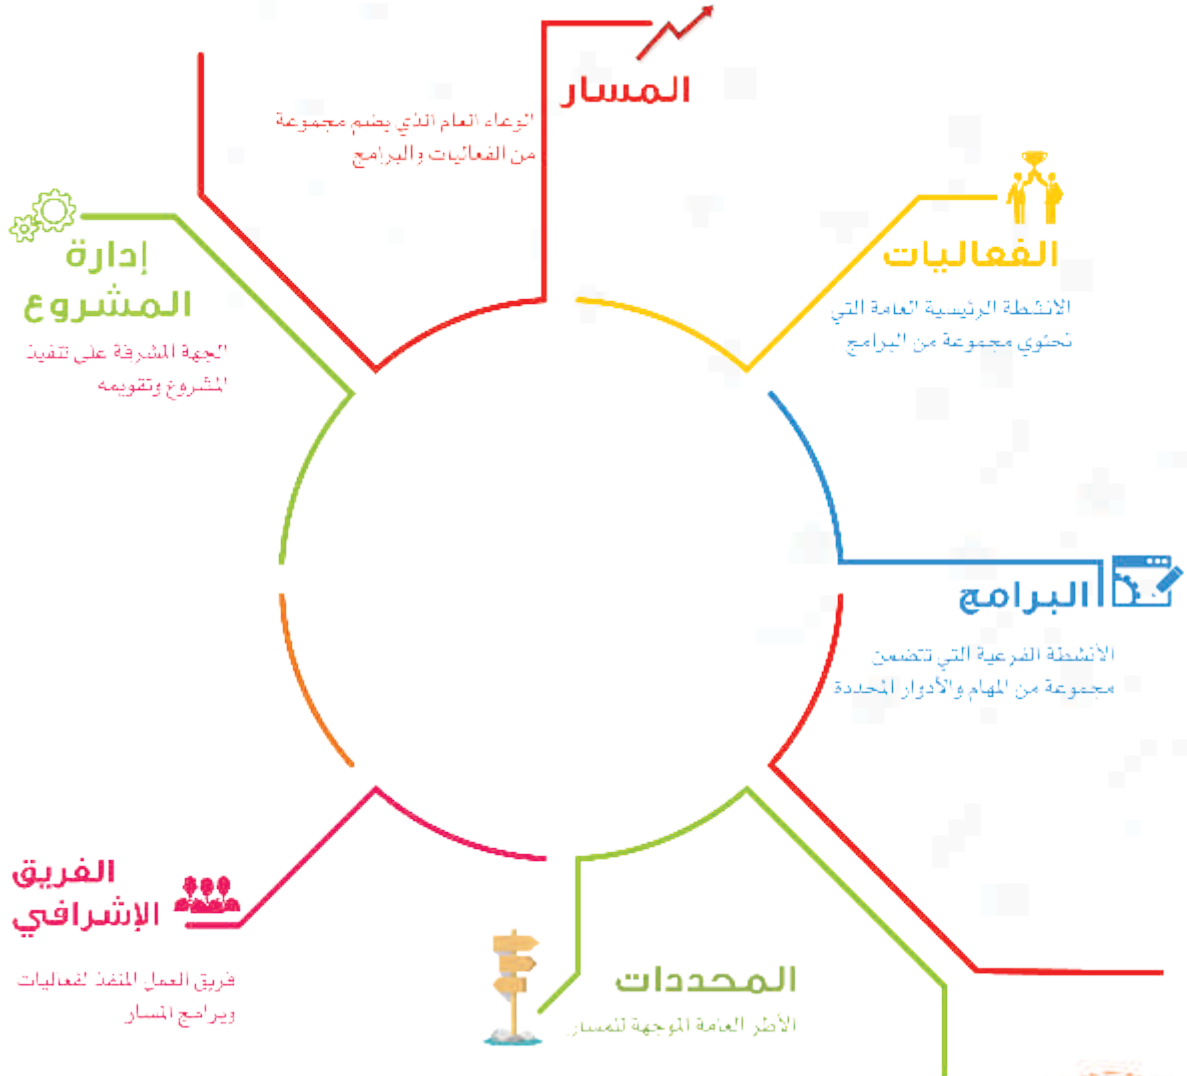 المسار
الوعاء العام الذي يضم مجموعة
من الفعاليات والبرامج
الفعاليات
الانشطة الرئيسية العامة التي
تحتوي مجموعة من البرامج
البرامج
الأنشطة الفرعية التي تتضمن
مجموعة من المهام والأدوار المحددة
المحددات
الأطر العامة الموجهة للمسار
الفريق
الإشرافي
فريق العمل المنفذ لفعاليات
وبرامج المسار
إدارة
المشروع
الجهة المشرفة على تنفيذ
المشروع وتقويمه